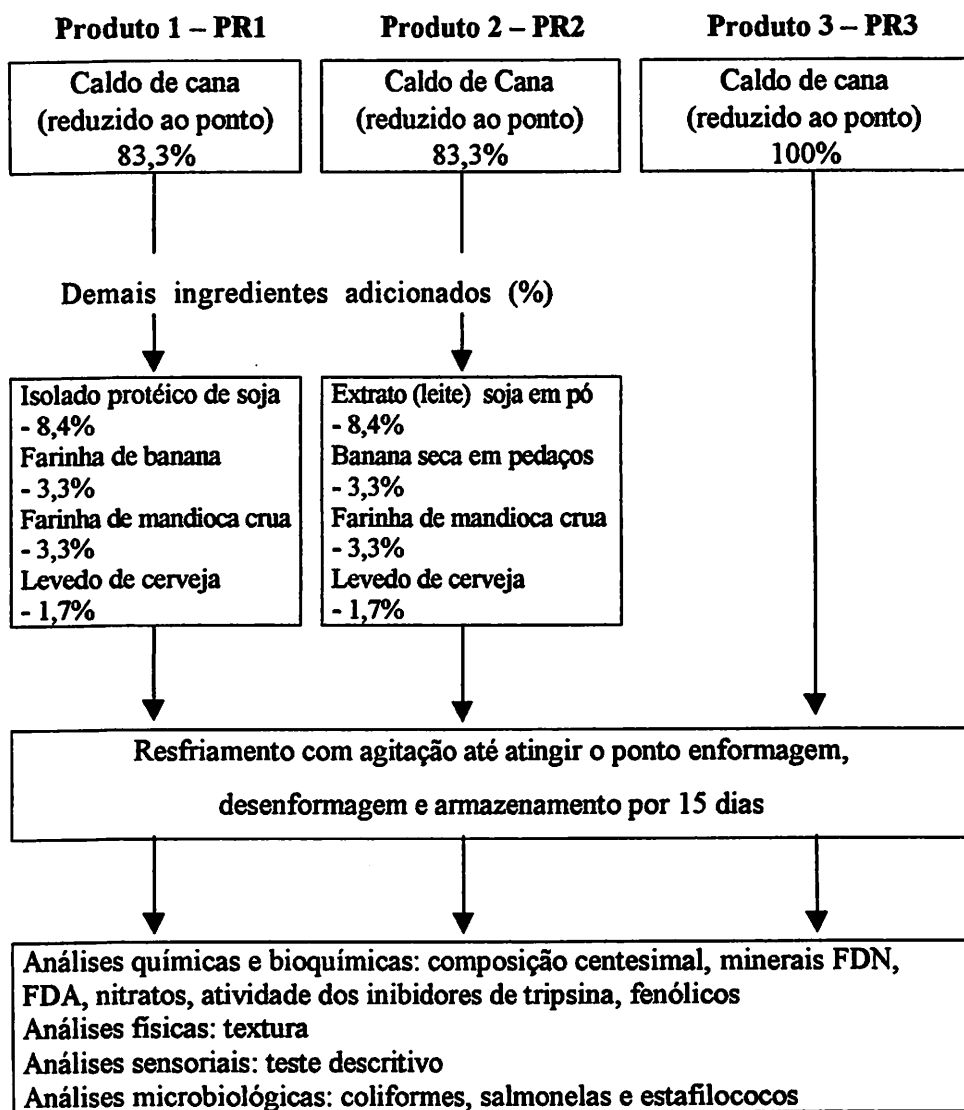 Produto 1 – PR1 Produto 2 – PR2 Produto 3 – PR3
Caldo de cana
(reduzido ao ponto)
83,3%
Caldo de Cana
(reduzido ao ponto)
83,3%
Caldo de cana
(reduzido ao ponto)
100%
Demais ingredientes adicionados (%)
Isolado protéico de soja
- 8,4%
Farinha de banana
- 3,3%
Farinha de mandioca crua
- 3,3%
Levedo de cerveja
- 1,7%
Extrato (leite) soja em pó
- 8,4%
Banana seca em pedaços
- 3,3%
Farinha de mandioca crua
- 3,3%
Levedo de cerveja
- 1,7%
Resfriamento com agitação até atingir o ponto enformagem,
desenformagem e armazenamento por 15 dias
Análises químicas e bioquímicas: composição centesimal, minerais FDN,
FDA, nitratos, atividade dos inibidores de tripsina, fenólicos
Análises físicas: textura
Análises sensoriais: teste descritivo
Análises microbiológicas: coliformes, salmonelas e estafilococos